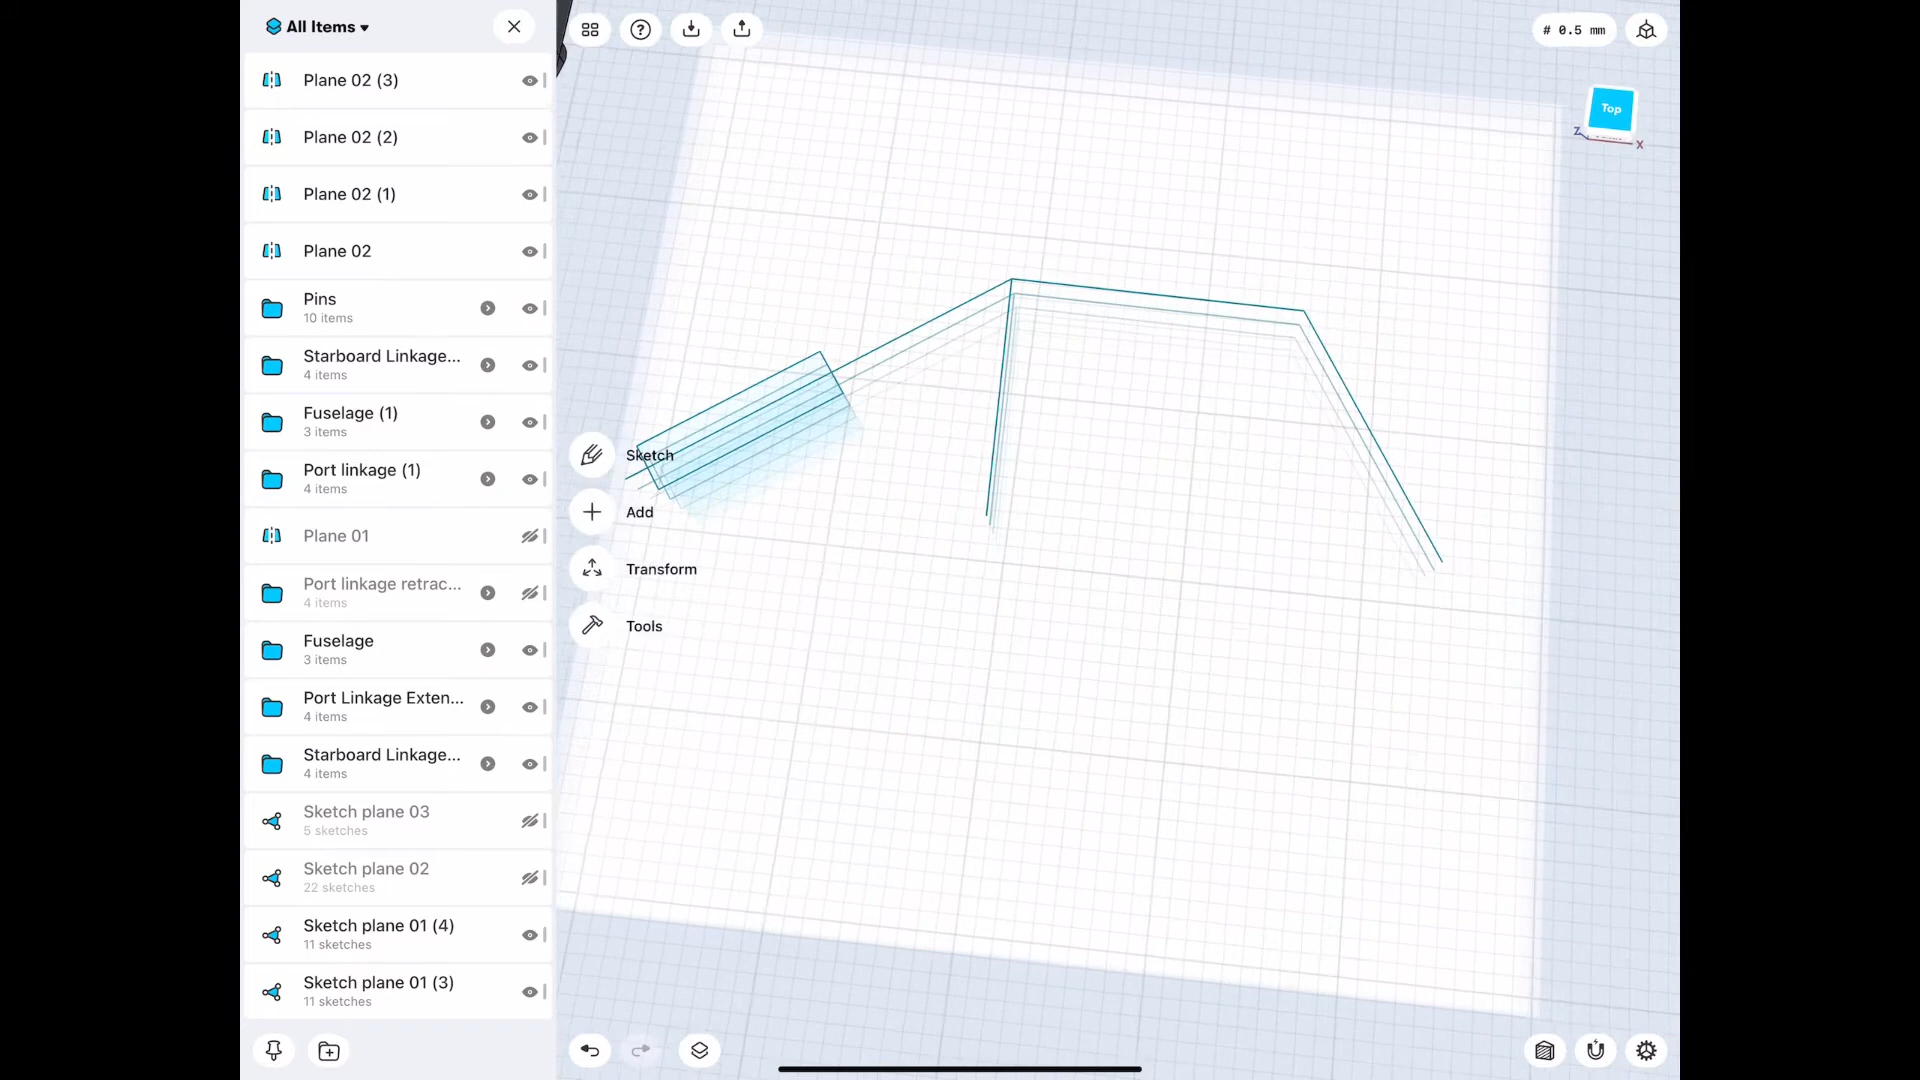 All Items
# 0.5 mm
Plane 02 (3)
Top
Z
X
Plane 02 (2)
Plane 02 (1)
Plane 02
Pins
10 items
Starboard Linkage...
4 items
Fuselage (1)
3 items
Port linkage (1)
4 items
Plane 01
Port linkage retrac...
4 items
Fuselage
3 items
Port Linkage Exten...
4 items
Starboard Linkage...
4 items
Sketch plane 03
5 sketches
Sketch plane 02
22 sketches
Sketch plane 01 (4)
11 sketches
Sketch plane 01 (3)
11 sketches
Sketch
Add
Transform
Tools